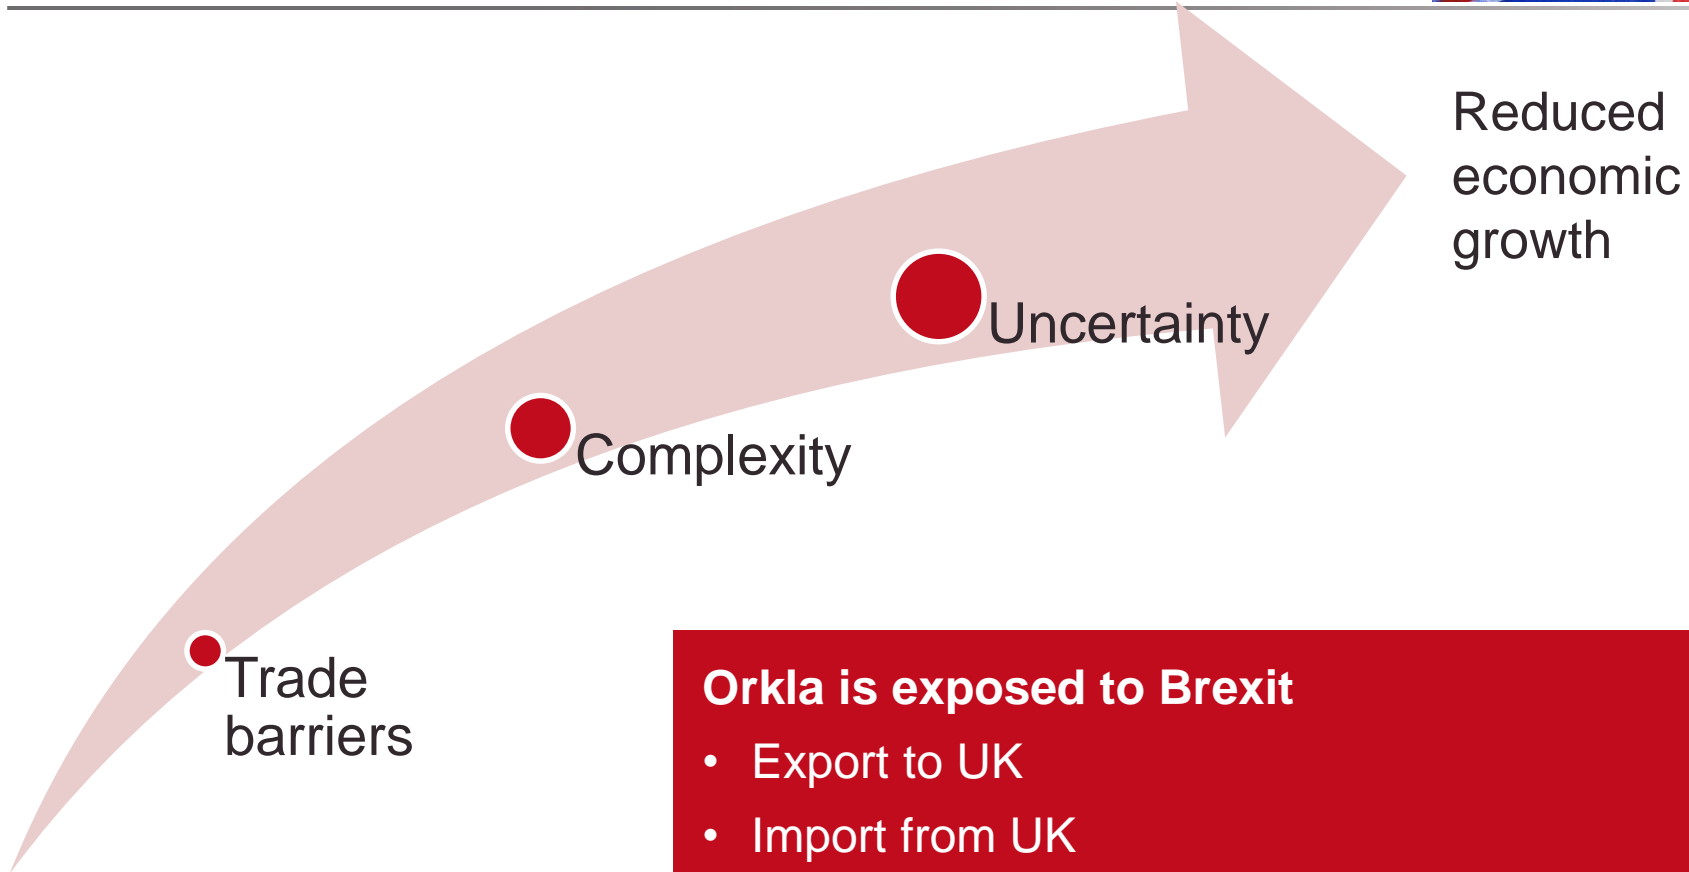 Reduced
economic
growth
Uncertainty
Complexity
Trade
barriers
Orkla is exposed to Brexit
• Export to UK
• Import from UK